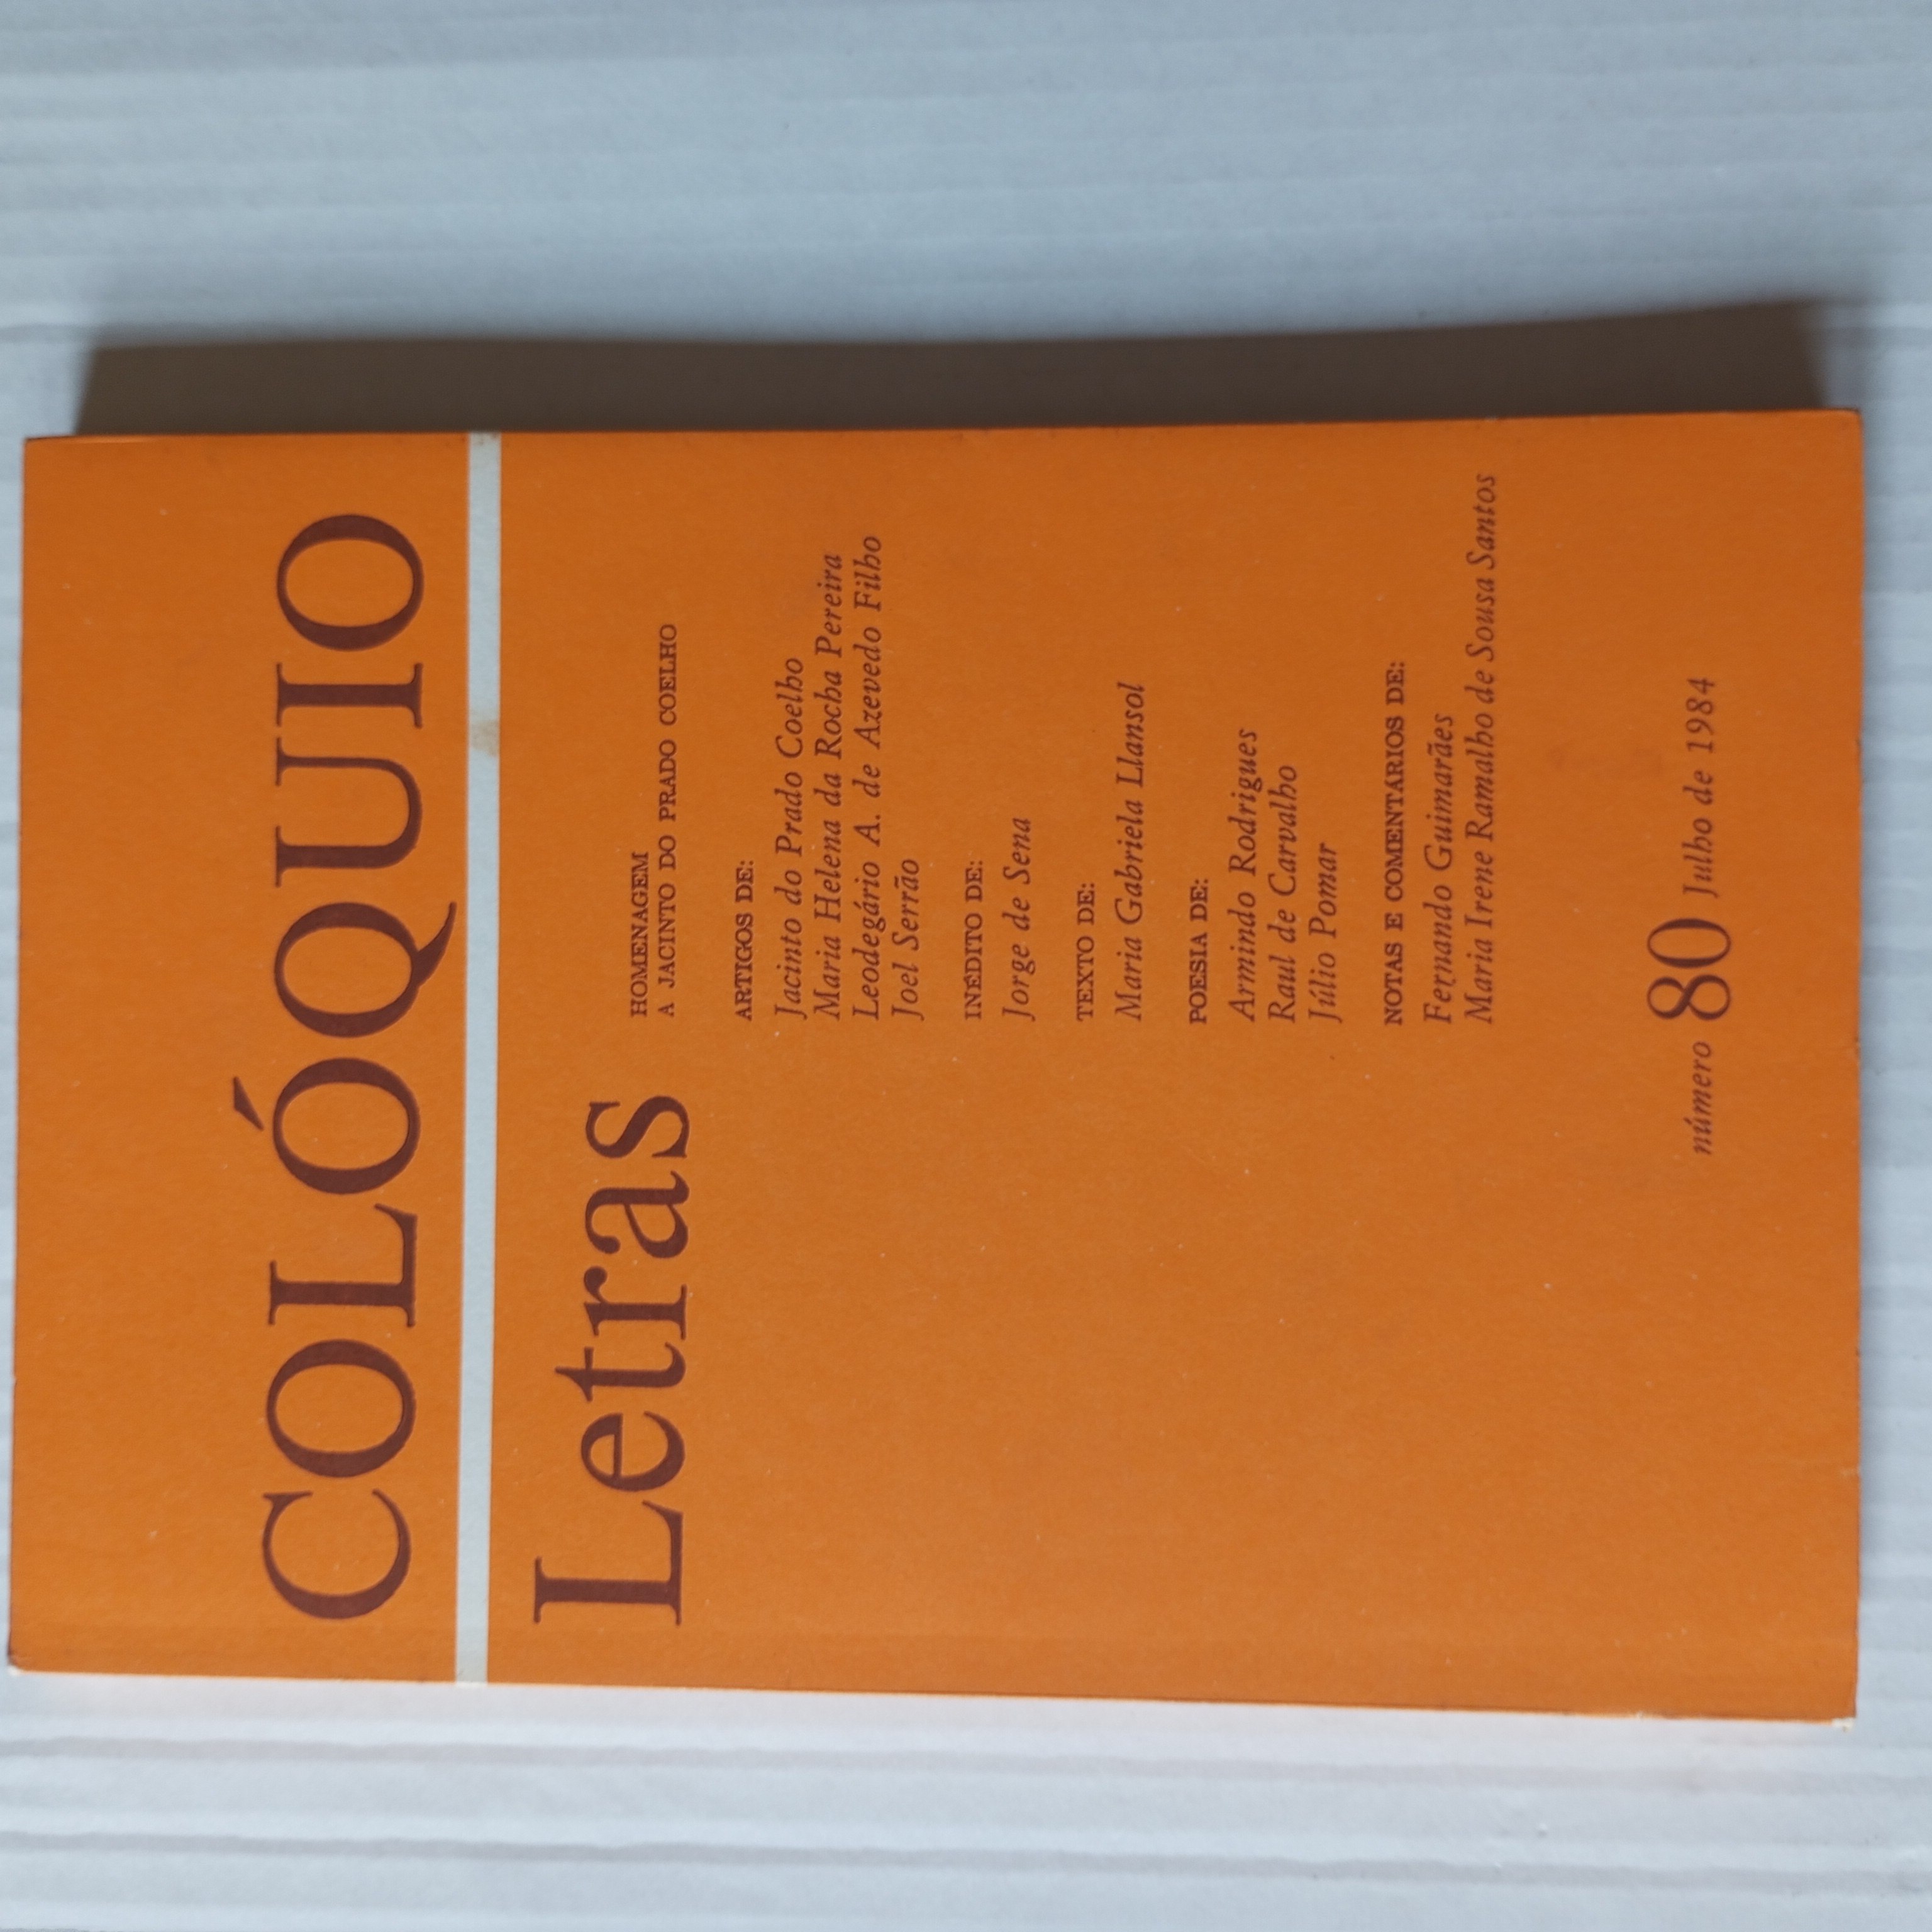 COLÓQUIO
Letras
HOMENAGEM
A JACINTO DO PRADO COELHO
ARTIGOS DE:
Jacinto do Prado Coelho
Maria Helena da Rocha Pereira
Leodegário A. de Azevedo Filho
Joel Serrão
INÉDITO DE:
Jorge de Sena
TEXTO DE:
Maria Gabriela Llansol
POESIA DE:
Armindo Rodrigues
Raul de Carvalho
Júlio Pomar
NOTAS E COMENTÁRIOS DE:
Fernando Guimarães
Maria Irene Ramalho de Sousa Santos
número 80 Julho de 1984